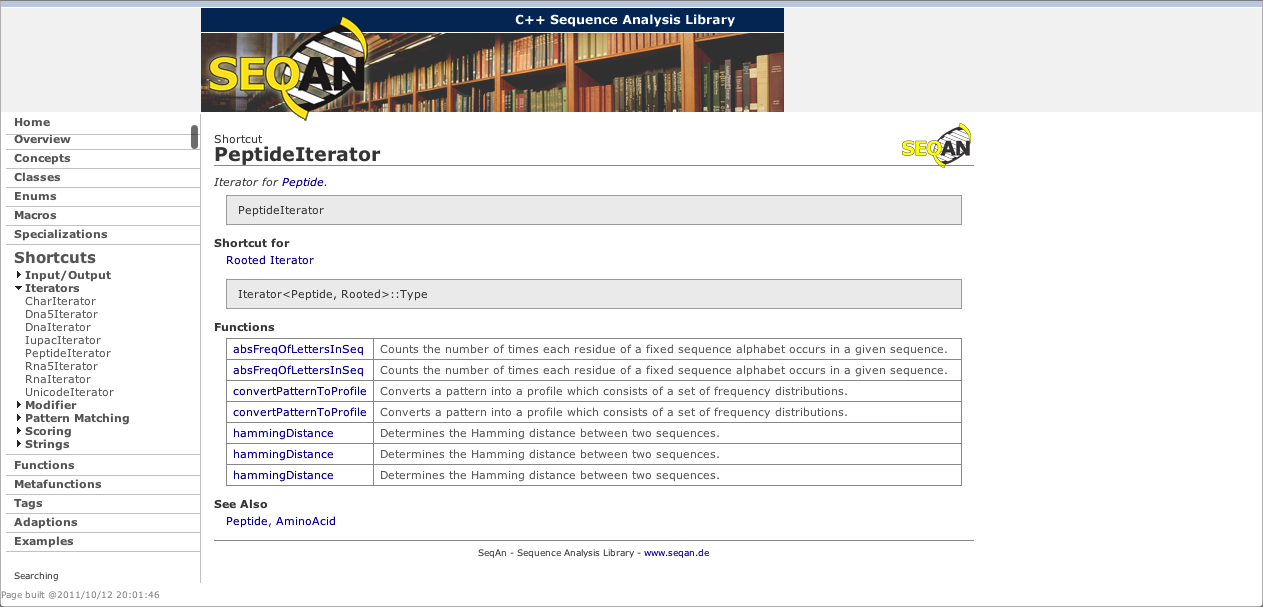 C++ Sequence Analysis Library
SEQAN
Home
Overview
Concepts
Classes
Enums
Macros
Specializations
Shortcuts
Input/Output
Iterators
CharIterator
Dna5Iterator
DnaIterator
IupacIterator
PeptideIterator
Rna5Iterator
RnaIterator
UnicodeIterator
Modifier
Pattern Matching
Scoring
Strings
Functions
Metafunctions
Tags
Adaptions
Examples
Searching
Shortcut
PeptideIterator
SEQAN
Iterator for Peptide.
PeptideIterator
Shortcut for
Rooted Iterator
Iterator<Peptide, Rooted>::Type
Functions
absFreqOfLettersInSeq Counts the number of times each residue of a fixed sequence alphabet occurs in a given sequence.
absFreqOfLettersInSeq Counts the number of times each residue of a fixed sequence alphabet occurs in a given sequence.
convertPatternToProfile Converts a pattern into a profile which consists of a set of frequency distributions.
convertPatternToProfile Converts a pattern into a profile which consists of a set of frequency distributions.
hammingDistance Determines the Hamming distance between two sequences.
hammingDistance Determines the Hamming distance between two sequences.
hammingDistance Determines the Hamming distance between two sequences.
See Also
Peptide, AminoAcid
SeqAn - Sequence Analysis Library - www.seqan.de
Page built @2011/10/12 20:01:46